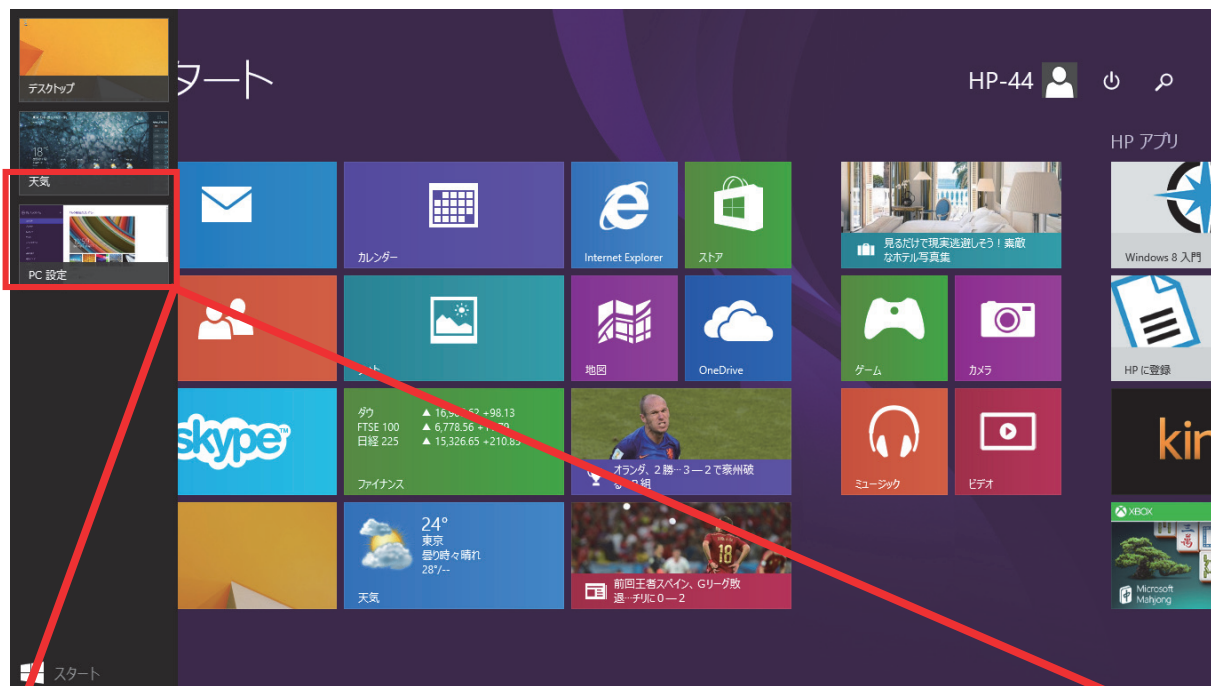 デスクトップ
天気
PC 設定
スタート
タート
HP-44
HP アプリ
カレンダー
Internet Explorer
ストア
見るだけで現実逃避しそう！素敵
なホテル写真集
Windows 8 入門
地図
OneDrive
ゲーム
カメラ
HP に登録
skype
ダウ
FTSE 100 ▲ 6,778.56
日経 225 ▲ 15,326.65 +210.85
+98.13
ファイナンス
オランダ、2 勝…3―2で豪州破
組
ミュージック
ビデオ
kin
24°
東京
曇り時々晴れ
28°/--
天気
18
前回王者スペイン、Gリーグ敗
退…チリに0―2
XBOX
Microsoft
Mahjong